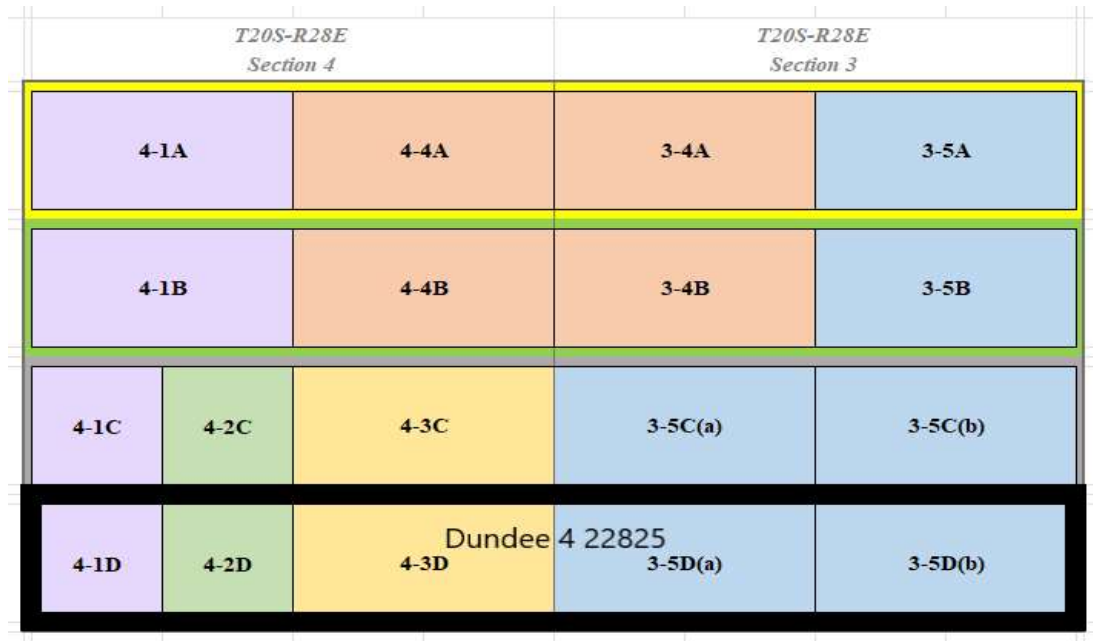 T20S-R28E T20S-R28E
Section 4 Section 3
4-1A 4-4A 3-4A 3-5A
4-1B 4-4B 3-4B 3-5B
4-1C 4-2C 4-3C 3-5C(a) 3-5C(b)
Dundee 4 22825
4-1D 4-2D 4-3D 3-5D(a) 3-5D(b)